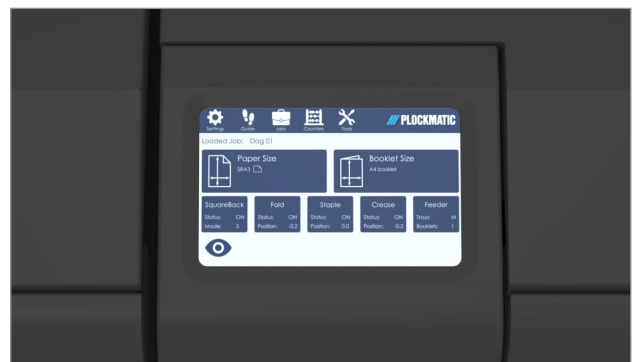 Settings Guide Jobs Counters Tools PLOCKMATIC
Loaded Job: Dag 01
Paper Size
SRA3
Booklet Size
A4 booklet
SquareBack
Status: ON
Mode: 3
Fold
Status: ON
Position: -0.2
Staple
Status: ON
Position: 0.0
Crease
Status: ON
Position: -0.3
Feeder
Trays: M
Booklets: 1